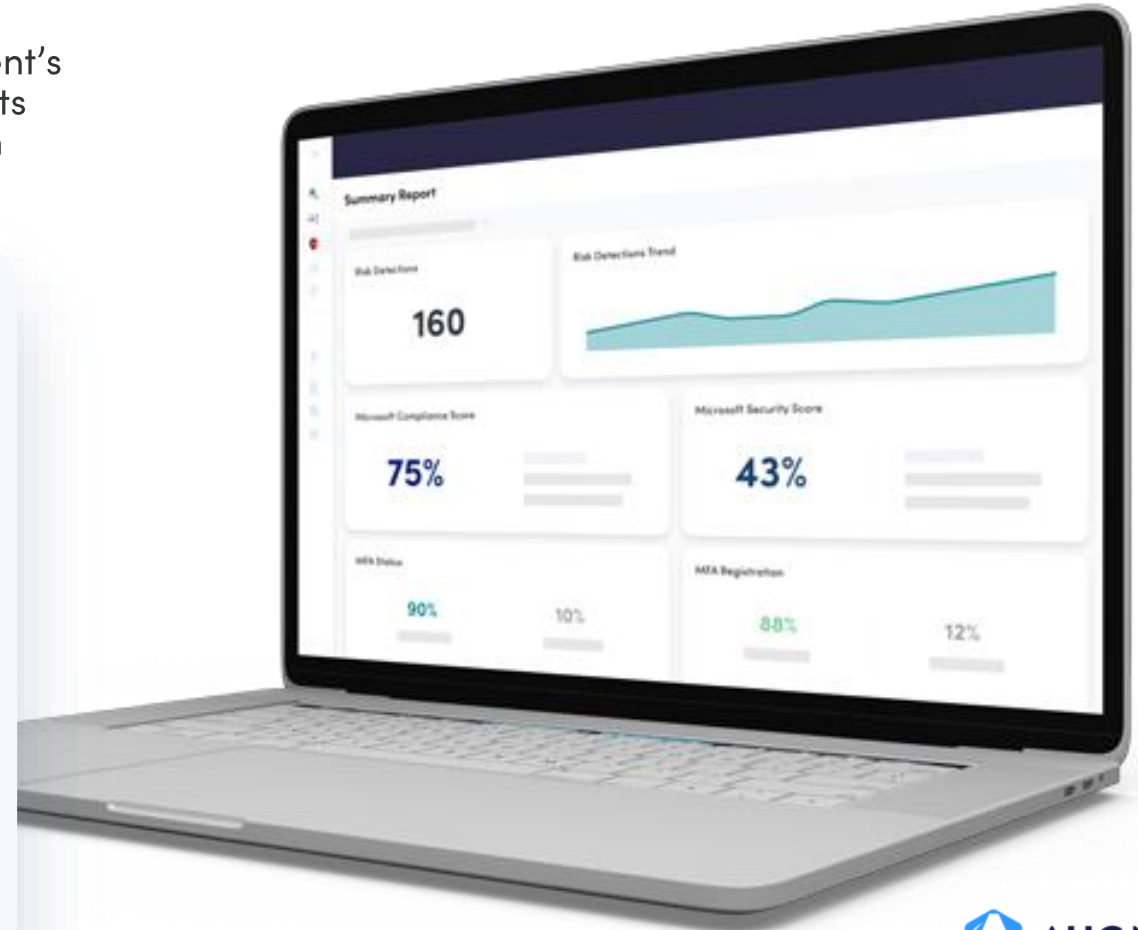 ent's
ts
Summary Report
Risk Detections
Risk Detections Trend
160
Microsoft Compliance Score
Microsoft Security Score
75%
43%
MFA Status
MFA Registration
90%
10%
88%
12%